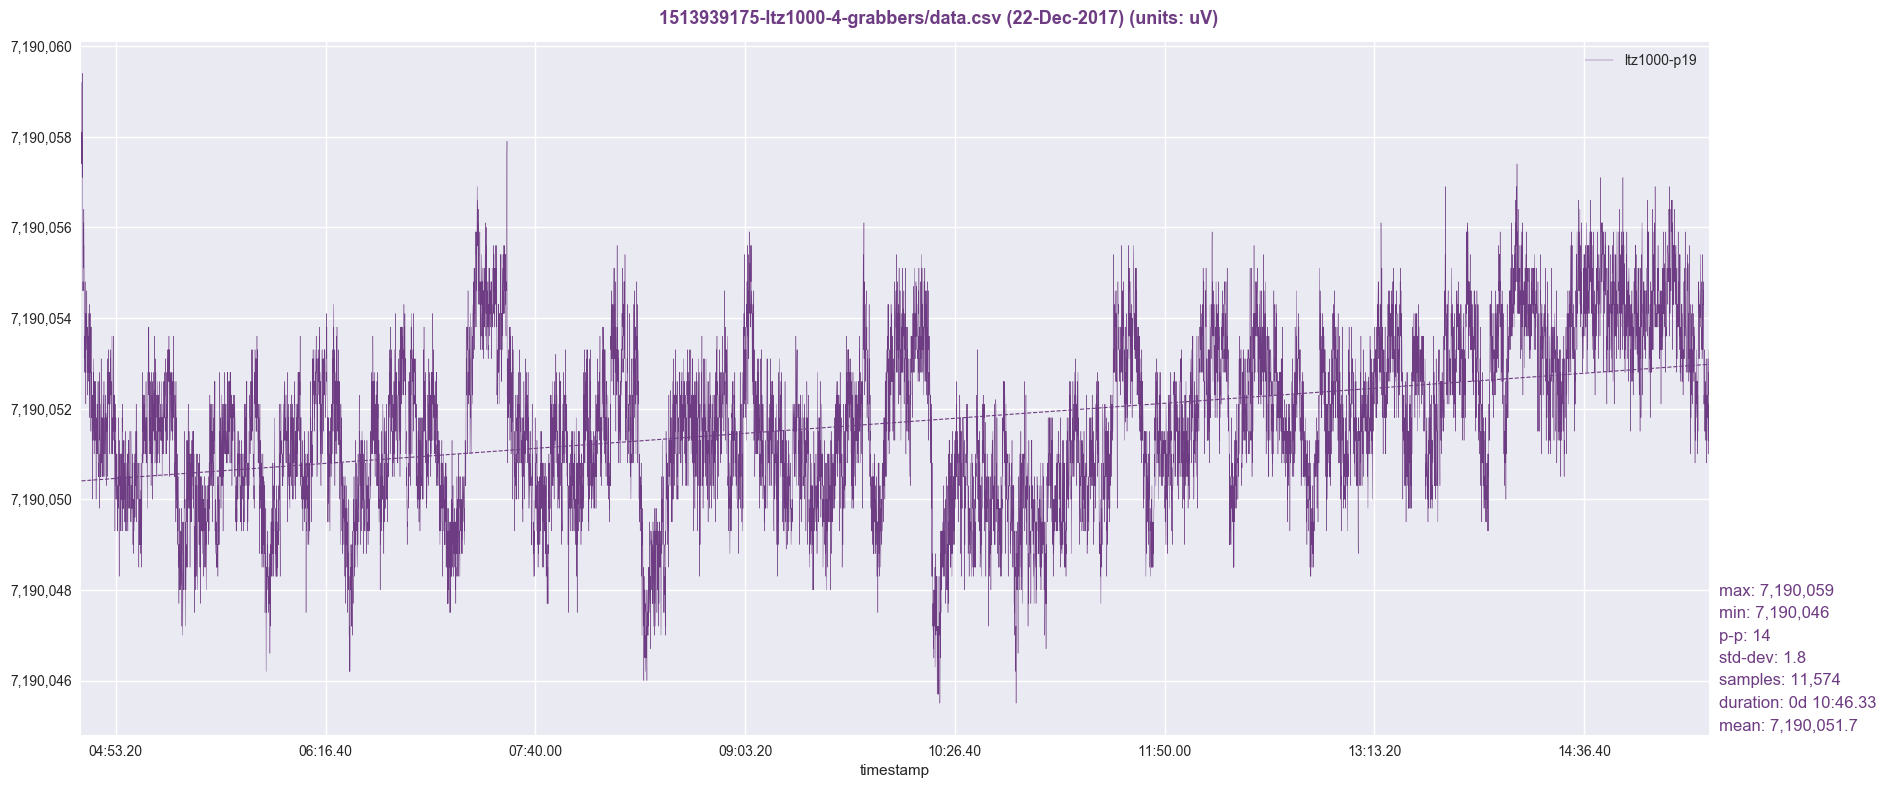 1513939175-ltz1000-4-grabbers/data.csv (22-Dec-2017) (units: uV)
ltz1000-p19
7,190,060
7,190,058
7,190,056
7,190,054
7,190,052
7,190,050
7,190,048
7,190,046
max: 7,190,059
min: 7,190,046
p-p: 14
std-dev: 1.8
samples: 11,574
duration: 0d 10:46.33
mean: 7,190,051.7
04:53.20 06:16.40 07:40.00 09:03.20 10:26.40 11:50.00 13:13.20 14:36.40
timestamp